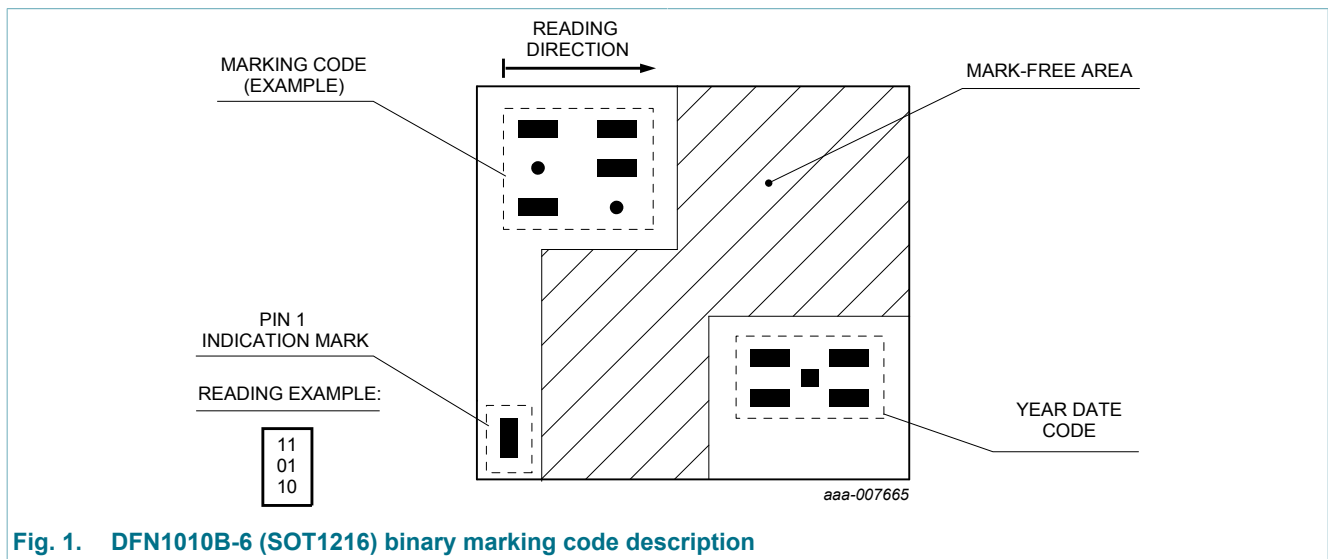 READING
DIRECTION
MARKING CODE
(EXAMPLE)
MARK-FREE AREA
PIN 1
INDICATION MARK
READING EXAMPLE:
11
01
10
YEAR DATE
CODE
aaa-007665
Fig. 1. DFN1010B-6 (SOT1216) binary marking code description